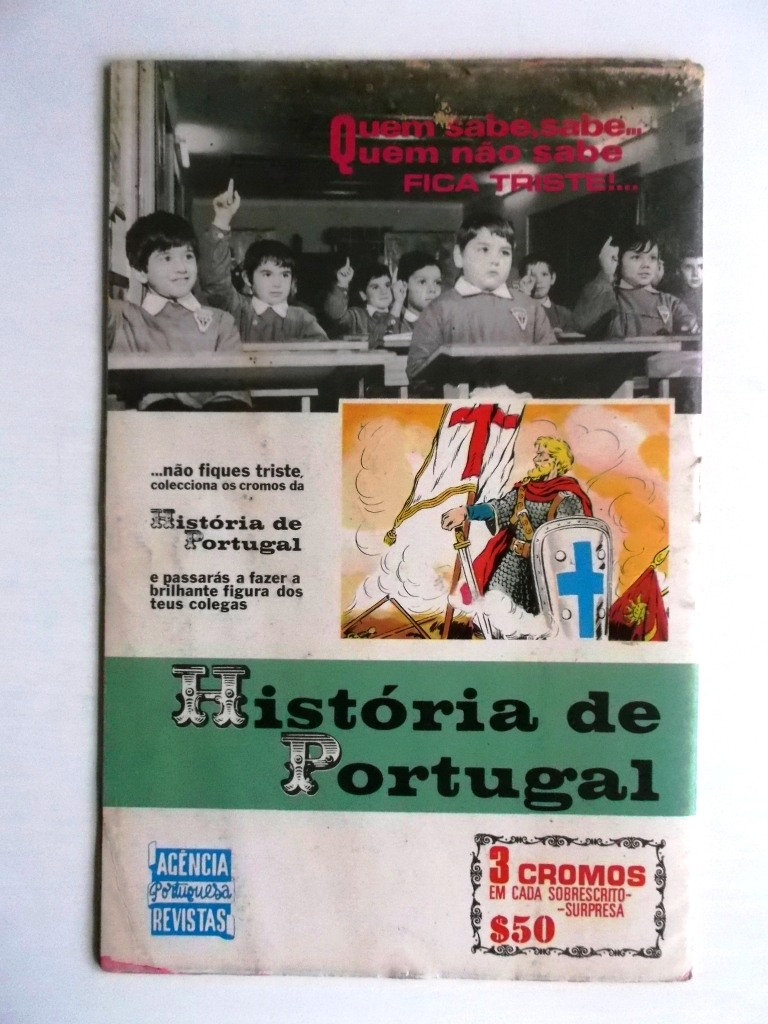 Quem sabe, sabe...
Quem não sabe
FICA TRISTE!...
...não fiques triste,
colecciona os cromos da
História de
Portugal
e passarás a fazer a
brilhante figura dos
teus colegas
História de
Portugal
AGÊNCIA
Portuguesa
REVISTAS
3 CROMOS
EM CADA SOBRESCRITO-
-SURPRESA
$50